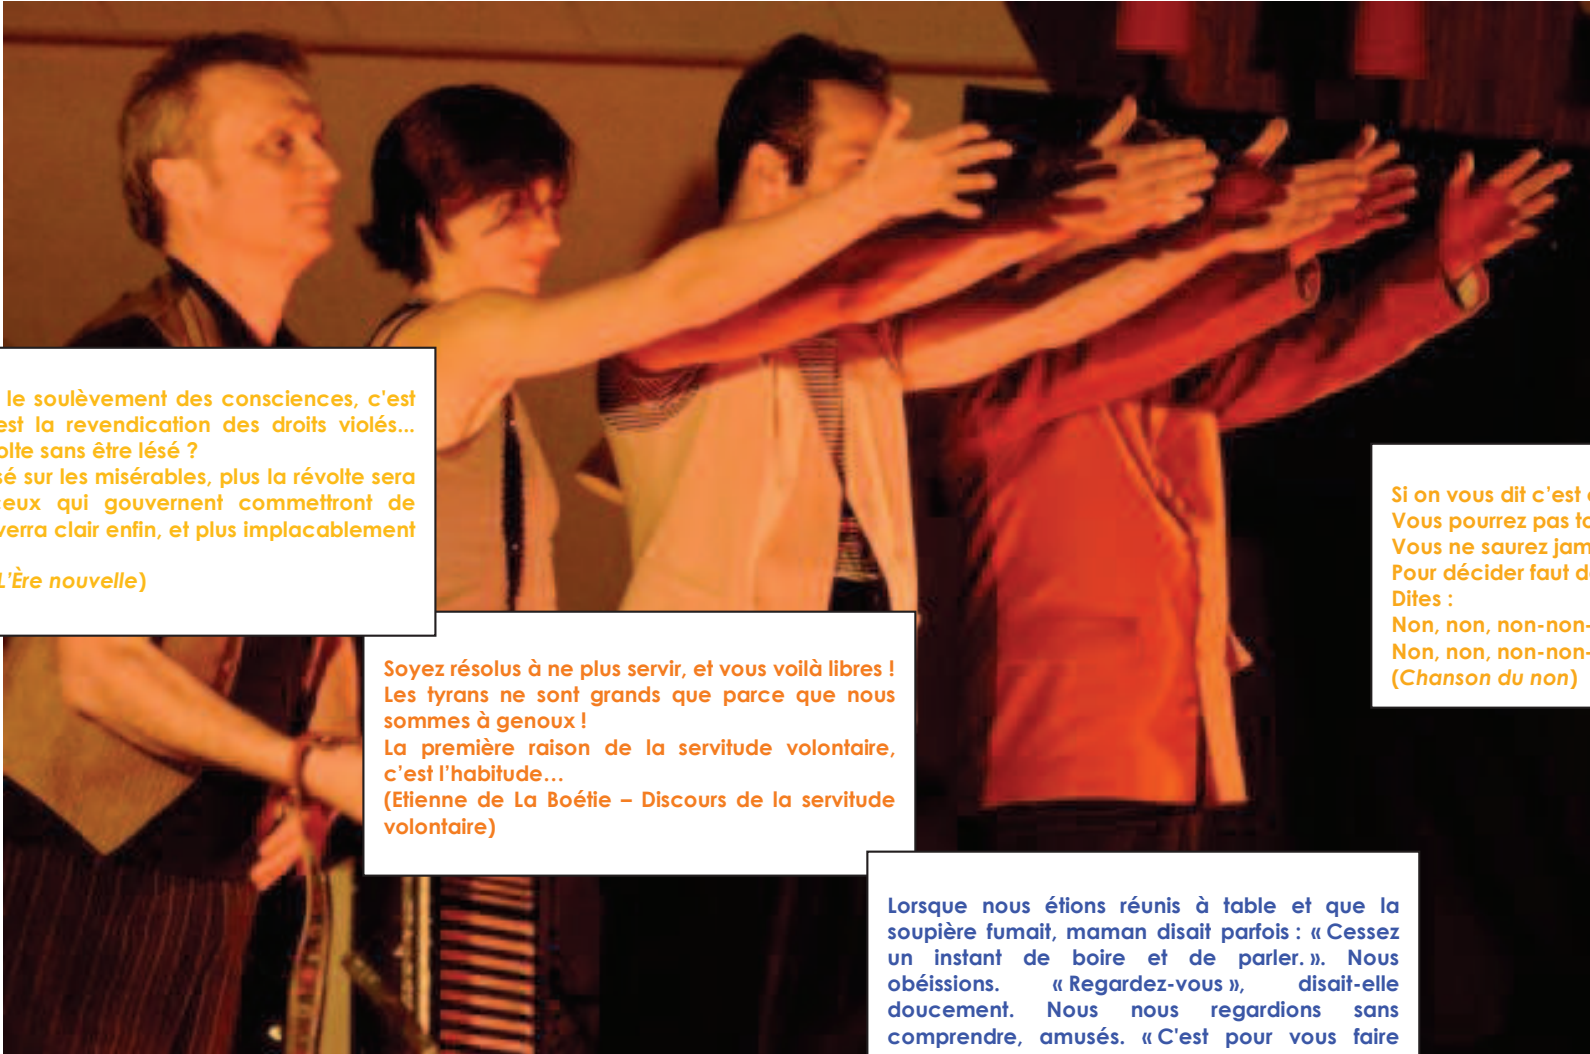 le soulèvement des consciences, c'est
est la revendication des droits violés...
olte sans être lésé ?
sé sur les misérables, plus la révolte sera
ceux qui gouvernent commettront de
verra clair enfin, et plus implacablement
L'Ère nouvelle)
Soyez résolus à ne plus servir, et vous voilà libres !
Les tyrans ne sont grands que parce que nous
sommes à genoux !
La première raison de la servitude volontaire,
c’est l’habitude…
(Etienne de La Boétie – Discours de la servitude
volontaire)
Si on vous dit c’est
Vous pourrez pas
Vous ne saurez
Pour décider faut
Dites :
Non, non, non-non-
Non, non, non-non-
(Chanson du non)
Lorsque nous étions réunis à table et que la
soupière fumait, maman disait parfois : « Cessez
un instant de boire et de parler. ». Nous
obéissions. « Regardez-vous », disait-elle
doucement. Nous nous regardions sans
comprendre, amusés. « C'est pour vous faire